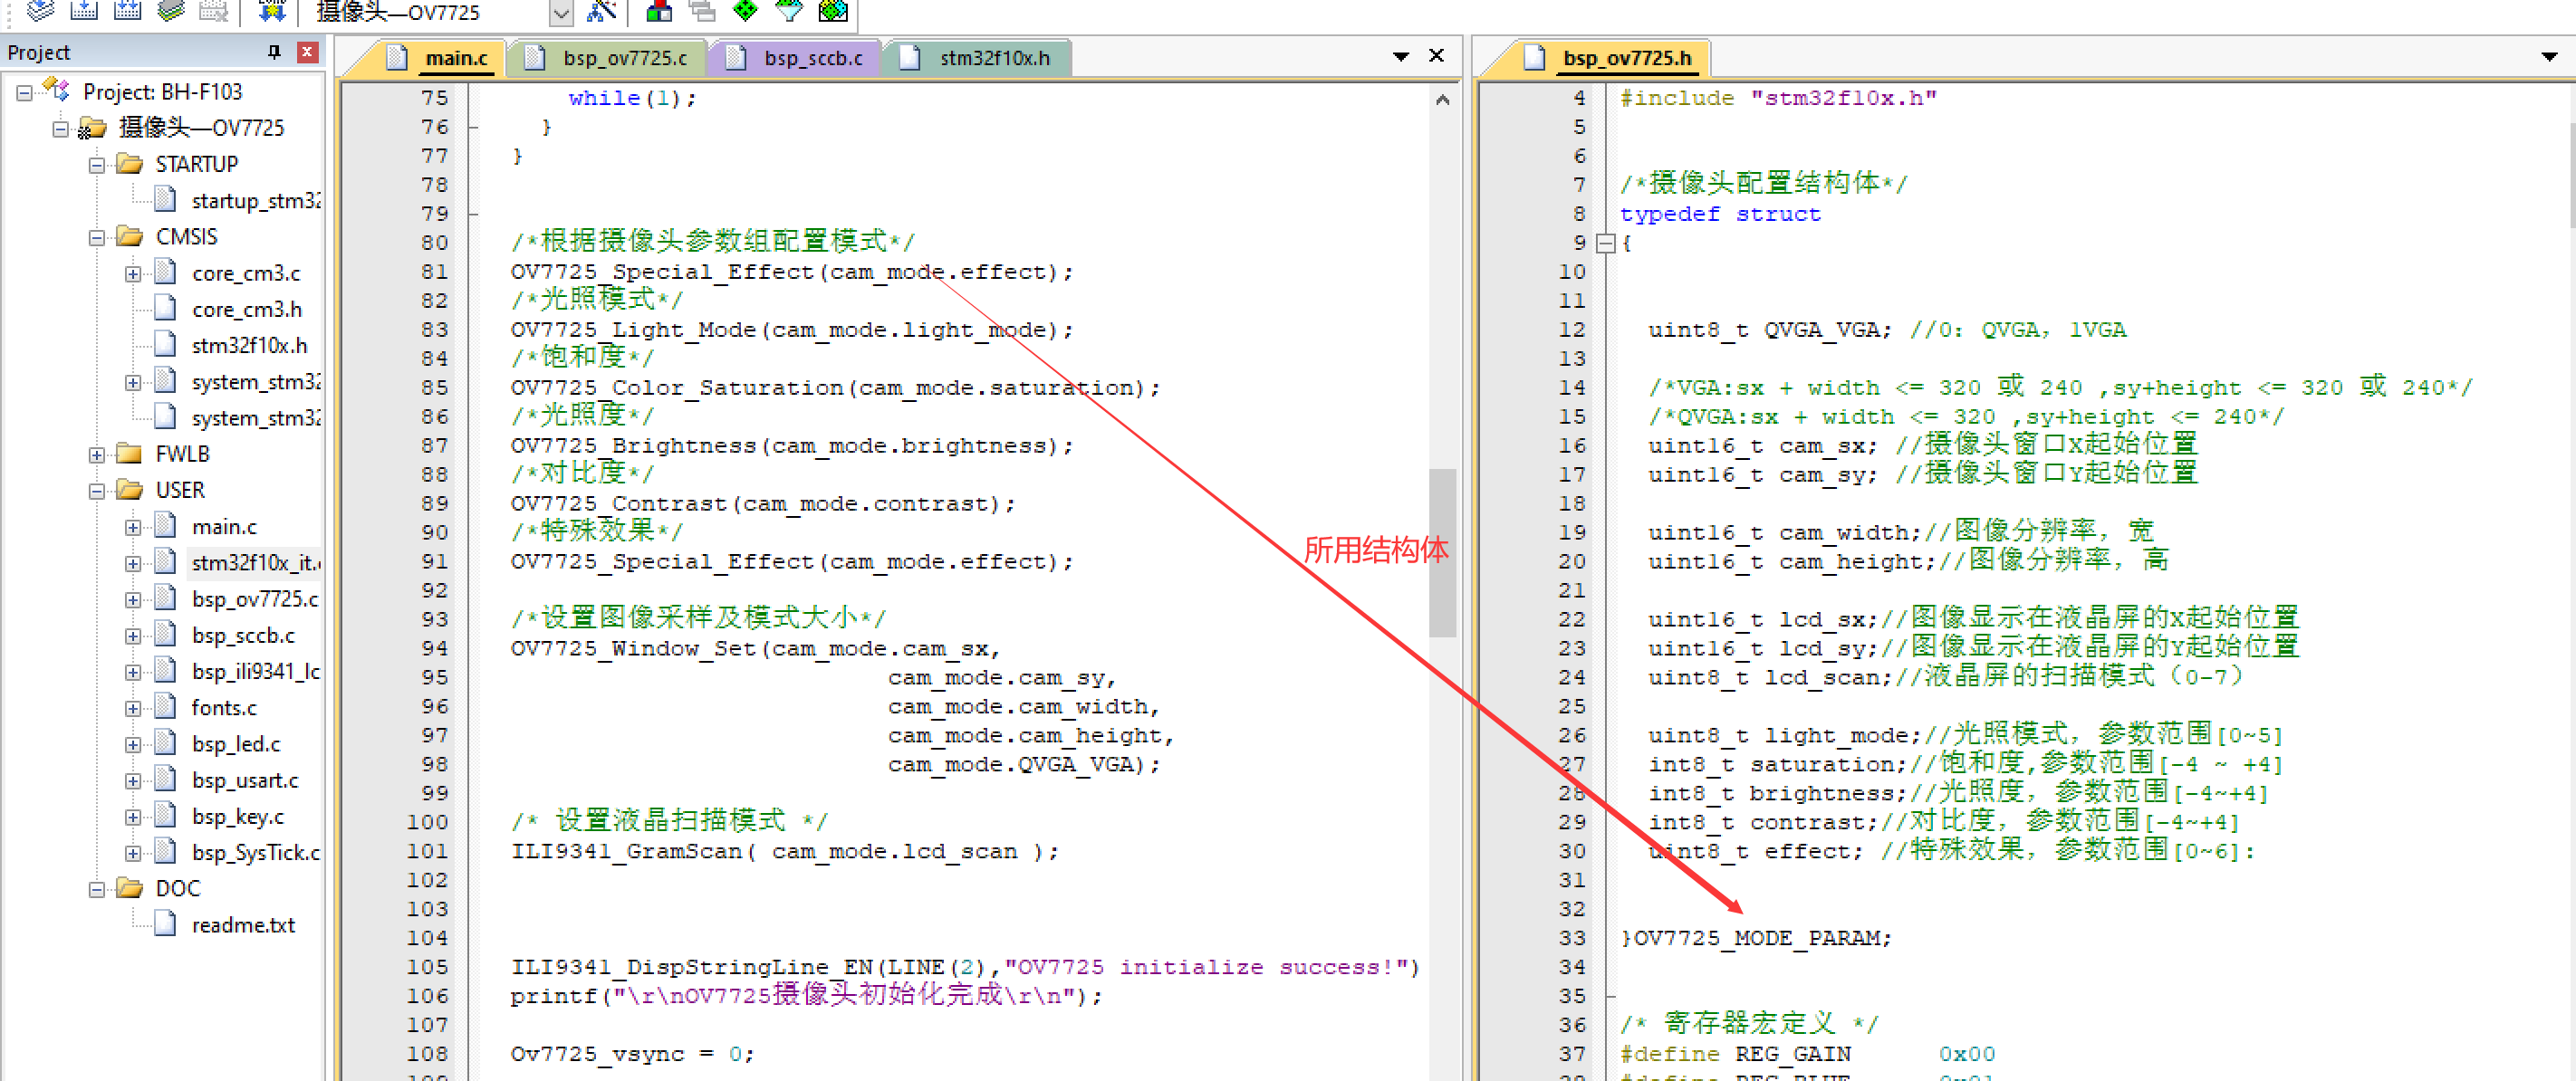 摄像头—OV7725
Project
Project: BH-F103
摄像头—OV7725
STARTUP
startup_stm32
CMSIS
core_cm3.c
core_cm3.h
stm32f10x.h
system_stm32
system_stm32
FWLB
USER
main.c
stm32f10x_it.c
bsp_ov7725.c
bsp_sccb.c
bsp_ili9341_lc
fonts.c
bsp_led.c
bsp_usart.c
bsp_key.c
bsp_SysTick.c
DOC
readme.txt
main.c
bsp_ov7725.c
bsp_sccb.c
stm32f10x.h
75 while(1);
76 }
77 }
78
79
80 /*根据摄像头参数组配置模式*/
81 OV7725_Special_Effect(cam_mode.effect);
82 /*光照模式*/
83 OV7725_Light_Mode(cam_mode.light_mode);
84 /*饱和度*/
85 OV7725_Color_Saturation(cam_mode.saturation);
86 /*光照度*/
87 OV7725_Brightness(cam_mode.brightness);
88 /*对比度*/
89 OV7725_Contrast(cam_mode.contrast);
90 /*特殊效果*/
91 OV7725_Special_Effect(cam_mode.effect);
92
93 /*设置图像采样及模式大小*/
94 OV7725_Window_Set(cam_mode.cam_sx,
95 cam_mode.cam_sy,
96 cam_mode.cam_width,
97 cam_mode.cam_height,
98 cam_mode.QVGA_VGA);
99
100 /* 设置液晶扫描模式 */
101 ILI9341_GramScan( cam_mode.lcd_scan );
102
103
104
105 ILI9341_DispStringLine_EN(LINE(2),"OV7725 initialize success!")
106 printf("\r\nOV7725摄像头初始化完成\r\n");
107
108 Ov7725_vsync = 0;
所用结构体
bsp_ov7725.h
4 #include "stm32f10x.h"
5
6
7 /*摄像头配置结构体*/
8 typedef struct
9 {
10
11
12 uint8_t QVGA_VGA; //0：QVGA，1VGA
13
14 /*VGA:sx + width <= 320 或 240 ,sy+height <= 320 或 240*/
15 /*QVGA:sx + width <= 320 ,sy+height <= 240*/
16 uint16_t cam_sx; //摄像头窗口X起始位置
17 uint16_t cam_sy; //摄像头窗口Y起始位置
18
19 uint16_t cam_width;//图像分辨率，宽
20 uint16_t cam_height;//图像分辨率，高
21
22 uint16_t lcd_sx;//图像显示在液晶屏的X起始位置
23 uint16_t lcd_sy;//图像显示在液晶屏的Y起始位置
24 uint8_t lcd_scan;//液晶屏的扫描模式（0-7）
25
26 uint8_t light_mode;//光照模式，参数范围[0~5]
27 int8_t saturation;//饱和度,参数范围[-4 ~ +4]
28 int8_t brightness;//光照度，参数范围[-4~+4]
29 int8_t contrast;//对比度，参数范围[-4~+4]
30 uint8_t effect; //特殊效果，参数范围[0~6]:
31
32
33 }OV7725_MODE_PARAM;
34
35
36 /* 寄存器宏定义 */
37 #define REG_GAIN 0x00